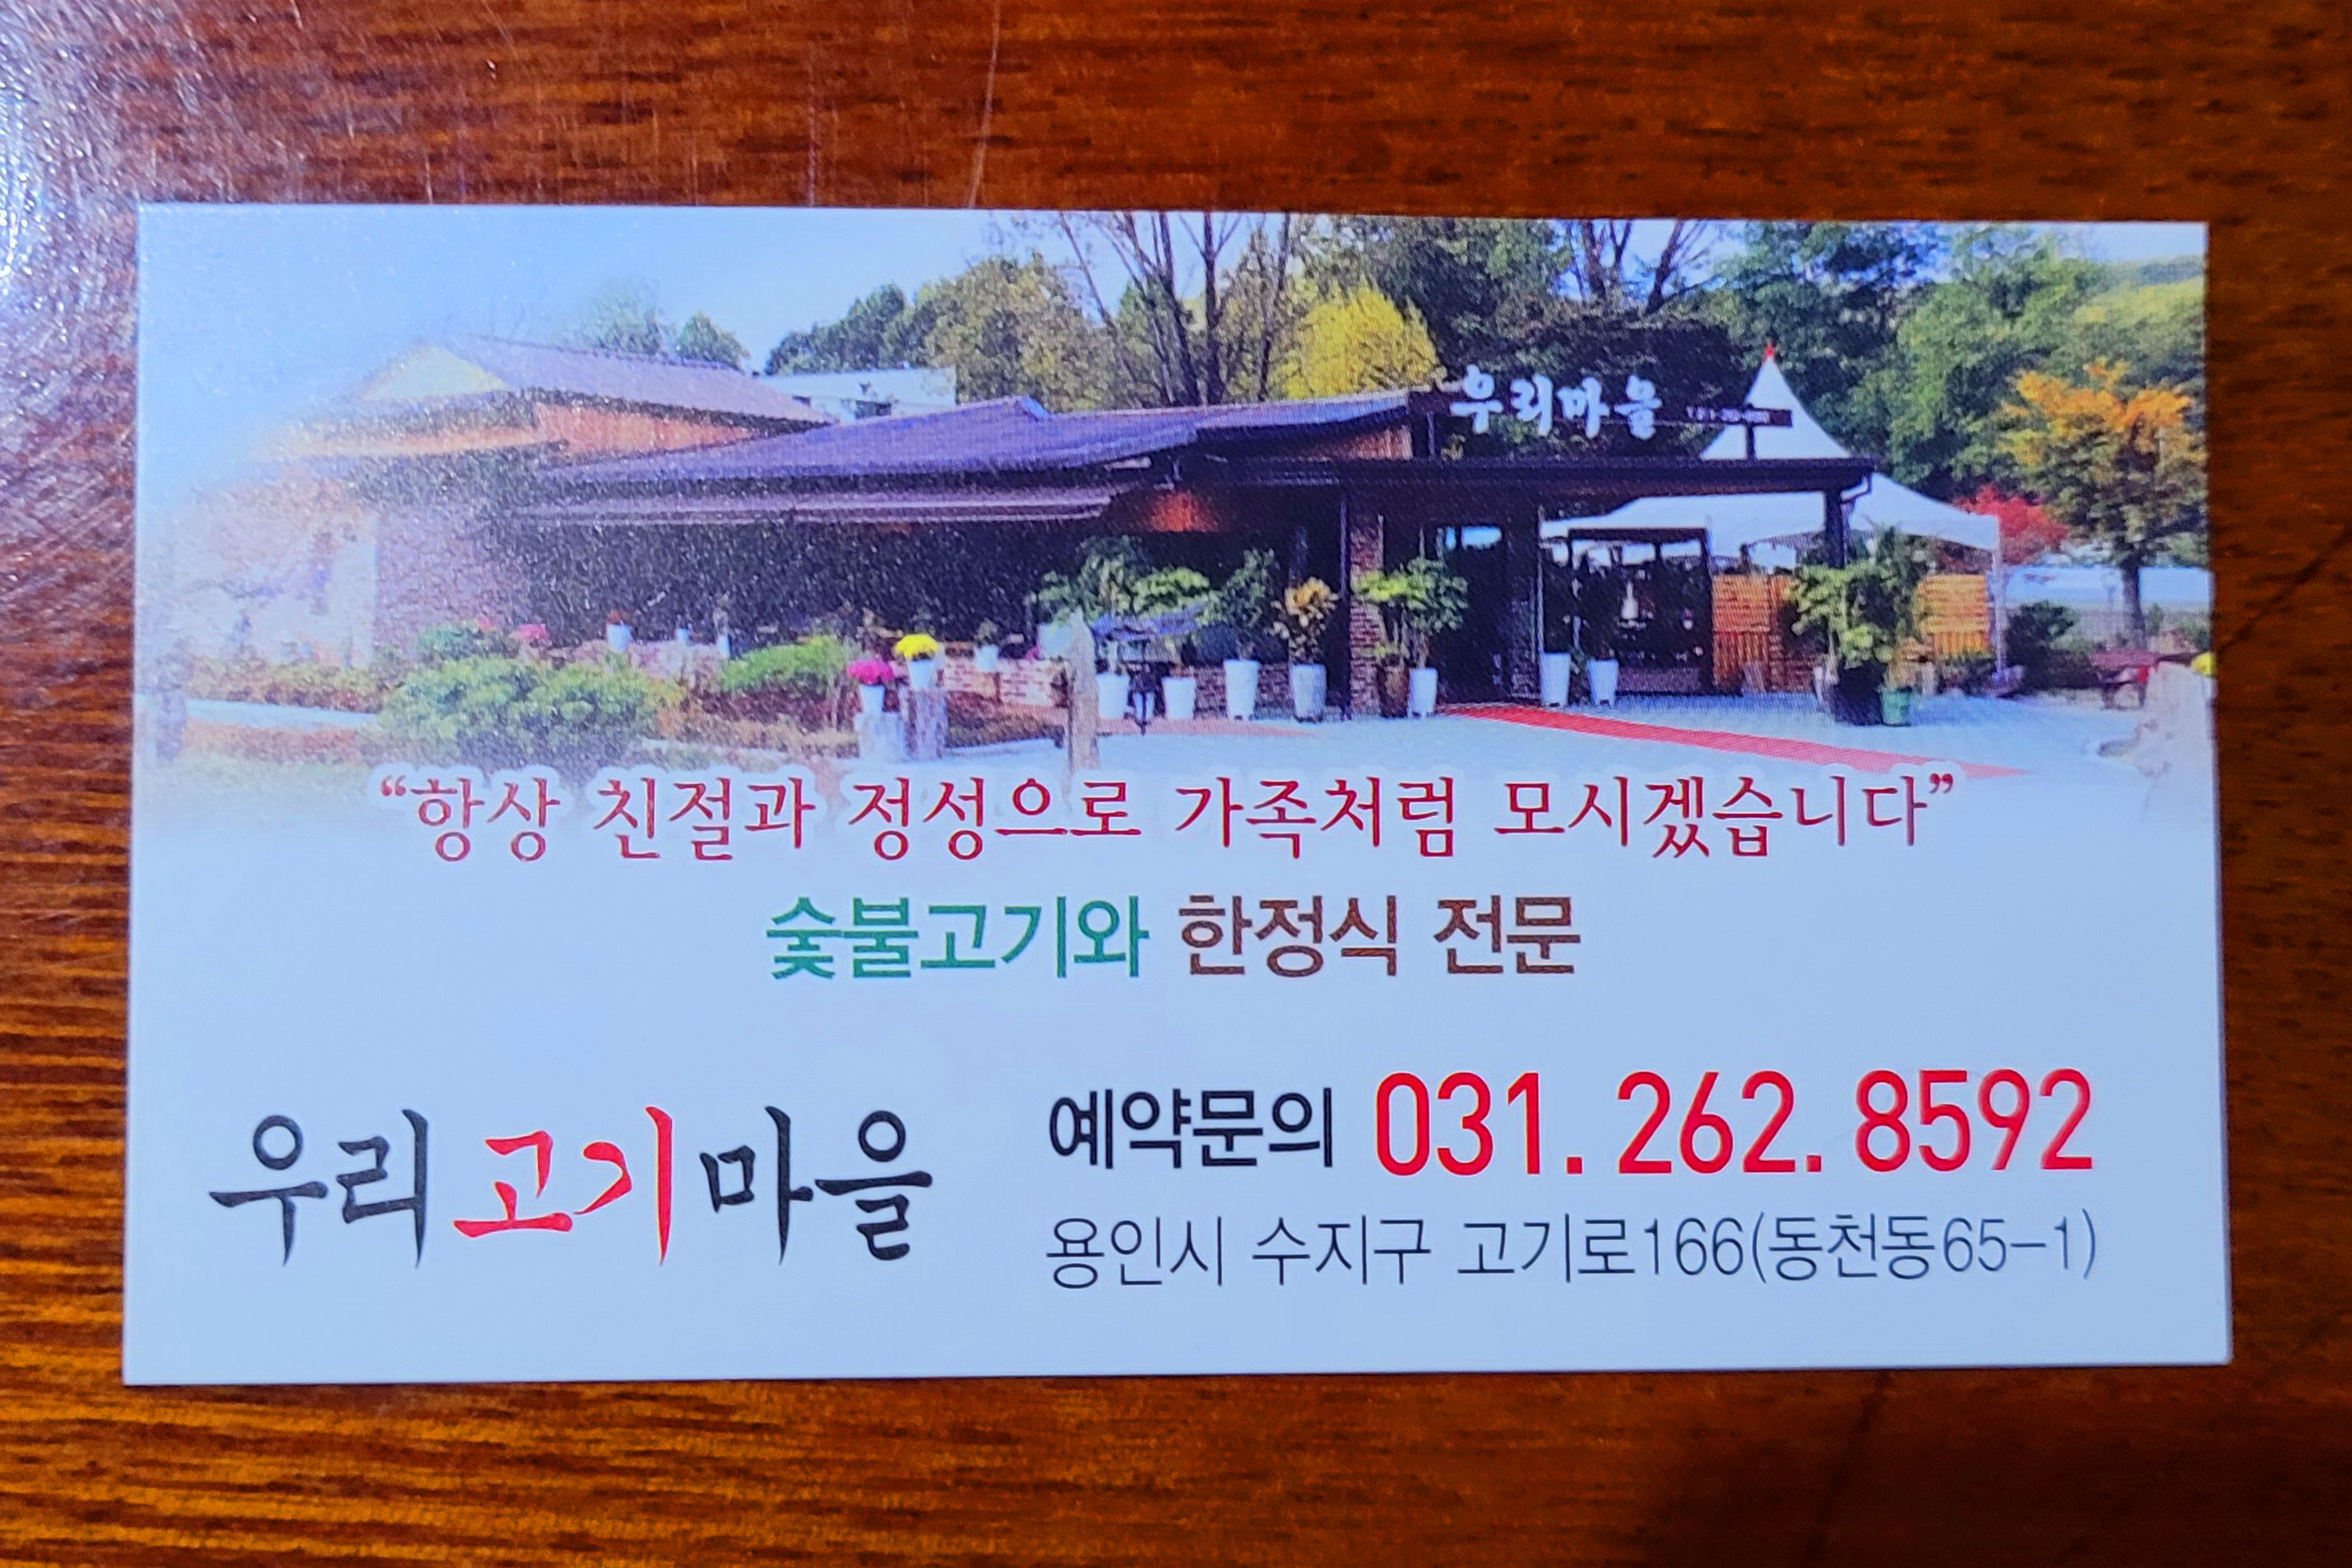 우리마을
“항상 친절과 정성으로 가족처럼 모시겠습니다”
숯불고기와 한정식 전문
우리고기마을
예약문의 031. 262. 8592
용인시 수지구 고기로166(동천동65-1)